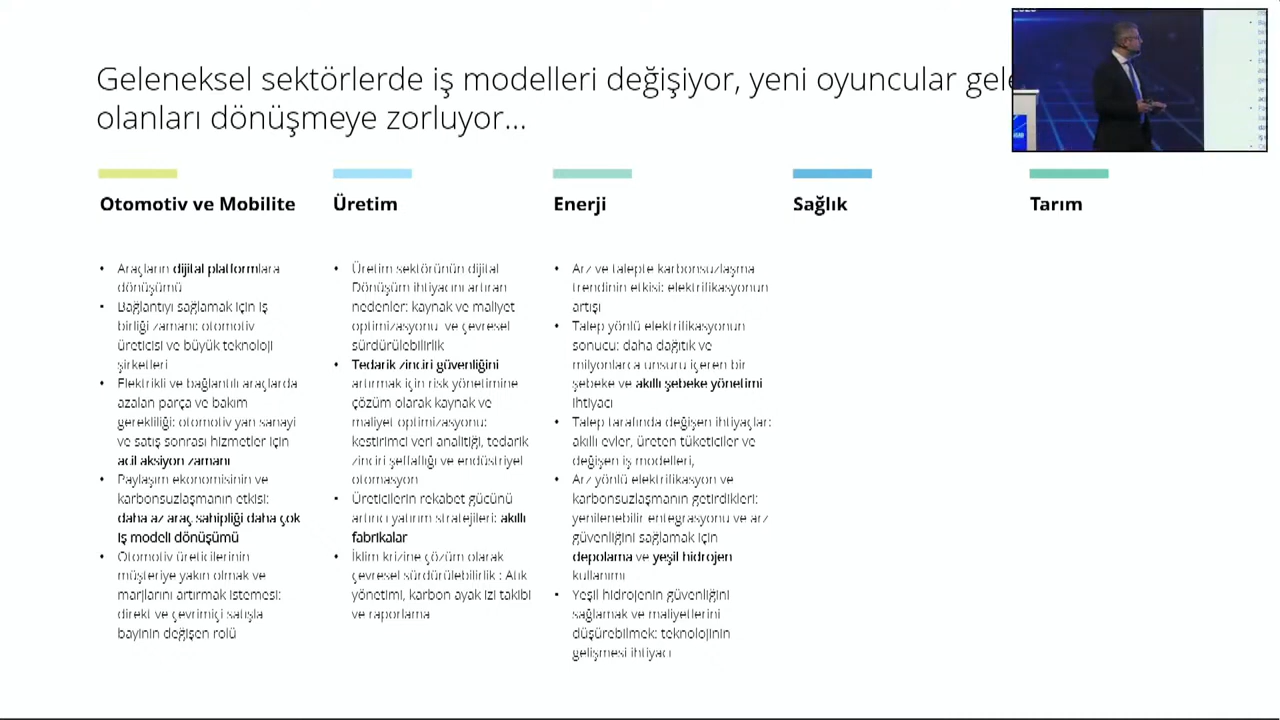 Geleneksel sektörlerde iş modelleri değişiyor, yeni oyuncular
olanları dönüşmeye zorluyor...
Otomotiv ve Mobilite
Araçların dijital platformlara
dönüşümü
Bağlantıyı sağlamak için iş
birliği zamanı: otomotiv
üreticisi ve büyük teknoloji
şirketleri
Elektrikli ve bağlantılı araçlarda
azalan parça ve bakım
gerekliliği: otomotiv yan sanayi
ve satış sonrası hizmetler için
acil aksiyon zamanı
Paylaşım ekonomisinin ve
karbonsuzlaşmanın etkisi:
daha az araç sahipliği daha çok
iş modeli dönüşümü
Otomotiv üreticilerinin
müşteriye yakın olmak ve
marjlarını artırmak istemesi:
direkt ve çevrimiçi satışla
bayinin değişen rolü
Üretim
Üretim sektörünün dijital
Dönüşüm ihtiyacını artıran
nedenler: kaynak ve maliyet
optimizasyonu ve çevresel
sürdürülebilirlik
Tedarik zinciri güvenliğini
artırmak için risk yönetimine
çözüm olarak kaynak ve
maliyet optimizasyonu:
kestirimci veri analitiği, tedarik
zinciri şeffaflığı ve endüstriyel
otomasyon
Üreticilerin rekabet gücünü
artırıcı yatırım stratejileri: akıllı
fabrikalar
İklim krizine çözüm olarak
çevresel sürdürülebilirlik : Atık
yönetimi, karbon ayak izi takibi
ve raporlama
Enerji
Arz ve talepte karbonsuzlaşma
trendinin etkisi: elektrifikasyonun
artışı
Talep yönlü elektrifikasyonun
sonucu: daha dağıtık ve
milyonlarca unsuru içeren bir
şebeke ve akıllı şebeke yönetimi
ihtiyacı
Talep tarafında değişen ihtiyaçlar:
akıllı evler, üreten tüketiciler ve
değişen iş modelleri,
Arz yönlü elektrifikasyon ve
karbonsuzlaşmanın getirdikleri:
yenilenebilir entegrasyonu ve arz
güvenliğini sağlamak için
depolama ve yeşil hidrojen
kullanımı
Yeşil hidrojenin güvenliğini
sağlamak ve maliyetlerini
düşürebilmek: teknolojinin
gelişmesi ihtiyacı
Sağlık
Tarım